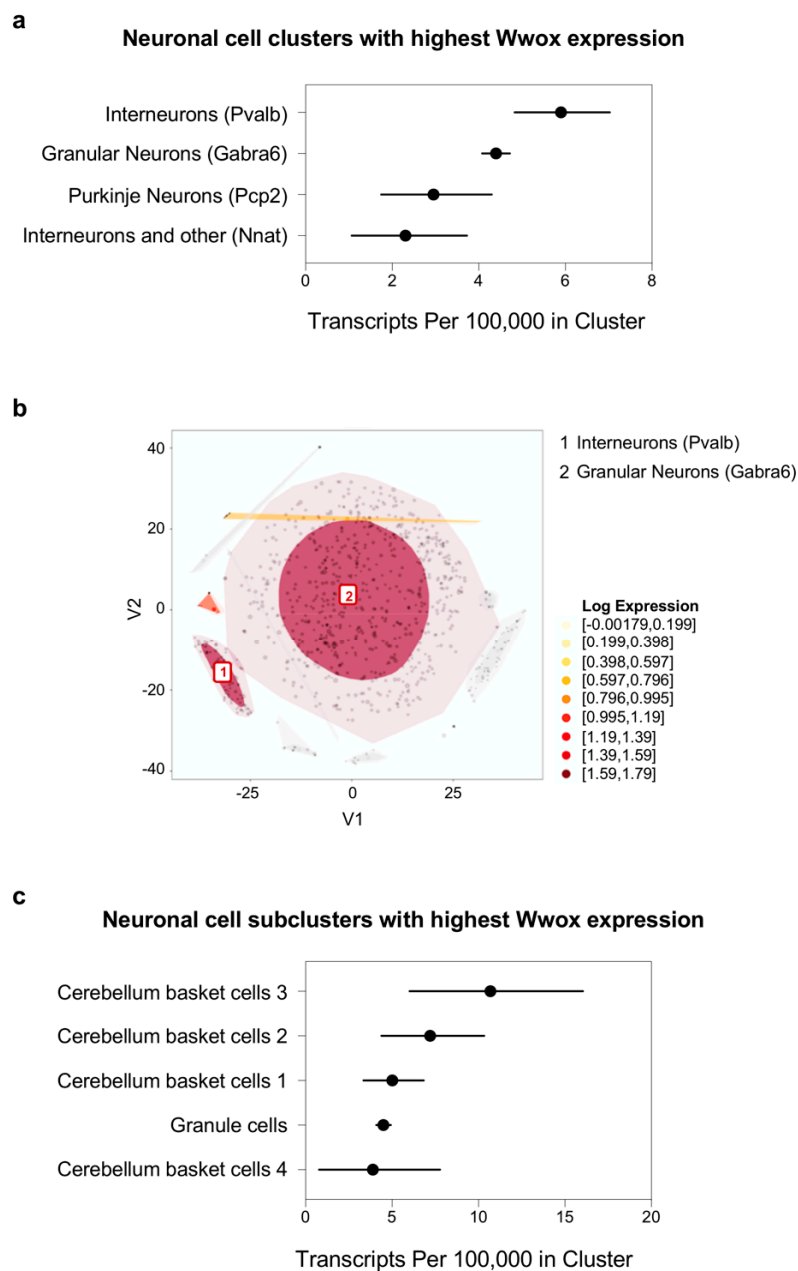 a
Neuronal cell clusters with highest Wwox expression
Interneurons (Pvalb)
Granular Neurons (Gabra6)
Purkinje Neurons (Pcp2)
Interneurons and other (Nnat)
0 2 4 6 8
Transcripts Per 100,000 in Cluster
b
40
20
0
-20
-40
V2
1
2
-25 0 25
V1
1 Interneurons (Pvalb)
2 Granular Neurons (Gabra6)
Log Expression
[-0.00179,0.199]
[0.199,0.398]
[0.398,0.597]
[0.597,0.796]
[0.796,0.995]
[0.995,1.19]
[1.19,1.39]
[1.39,1.59]
[1.59,1.79]
c
Neuronal cell subclusters with highest Wwox expression
Cerebellum basket cells 3
Cerebellum basket cells 2
Cerebellum basket cells 1
Granule cells
Cerebellum basket cells 4
0 5 10 15 20
Transcripts Per 100,000 in Cluster